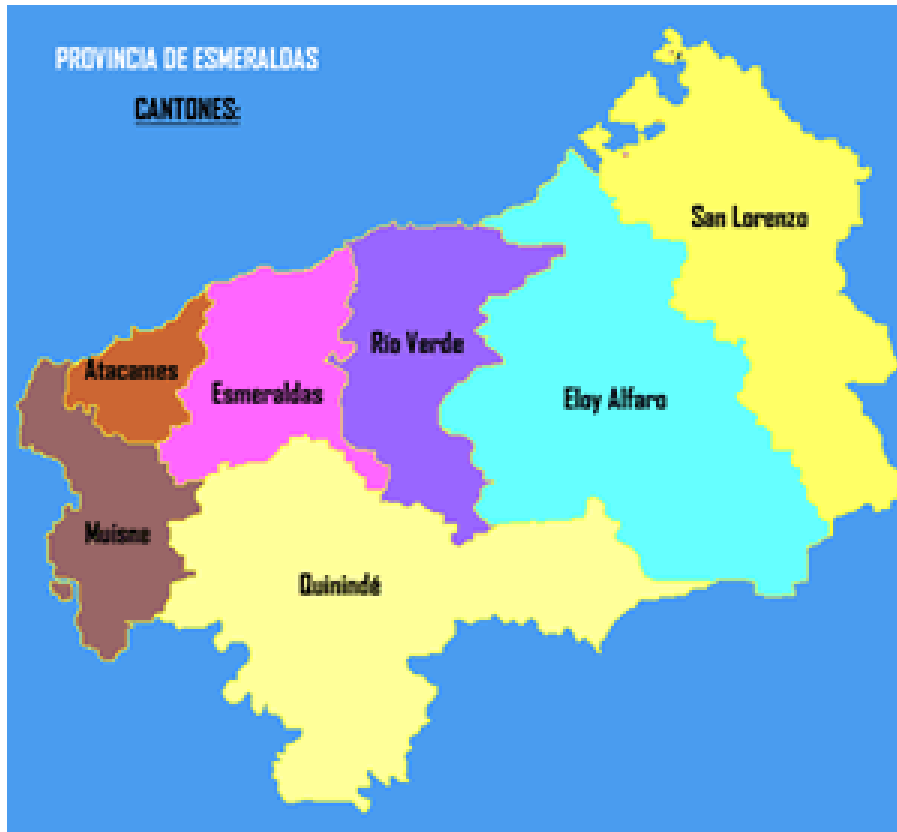 PROVINCIA DE ESMERALDAS
CANTONES:
San Lorenzo
Río Verde
Atacames
Esmeraldas
Eloy Alfaro
Muisne
Quinindé